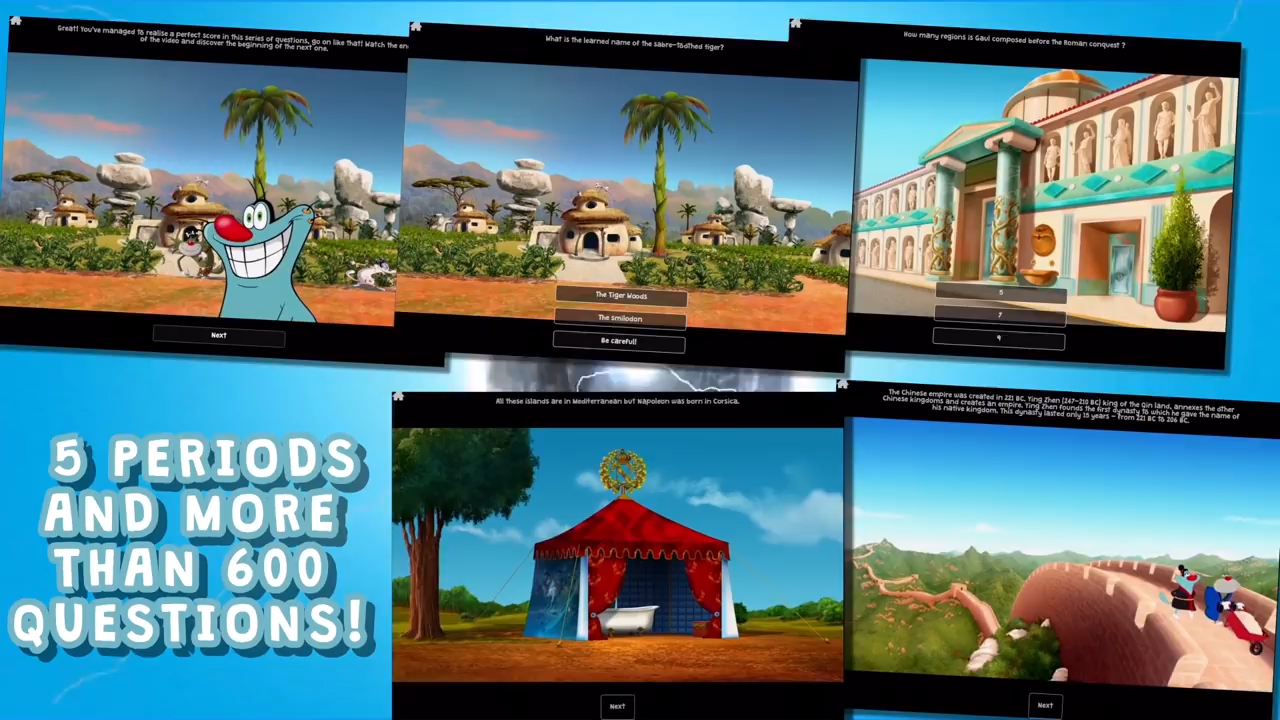 Great! You've managed to realise a perfect score in this series of questions, go on like that! Watch the en
of the video and discover the beginning of the next one.
Next
What is the learned name of the sabre-toothed tiger?
The Tiger Woods
The smilodon
Be careful!
How many regions is Gaul composed before the Roman conquest ?
5
7
9
5 PERIODS
AND MORE
THAN 600
QUESTIONS!
All these islands are in Mediterranean but Napoleon was born in Corsica.
Next
The Chinese empire was created in 221 BC. Ying Zhen (247-210 BC) king of the Qin land, annexes the other
Chinese kingdoms and creates an empire. Ying Zhen founds the first dynasty to which he gave the name of
his native kingdom. This dynasty lasted only 15 years - from 221 BC to 206 BC.
Next